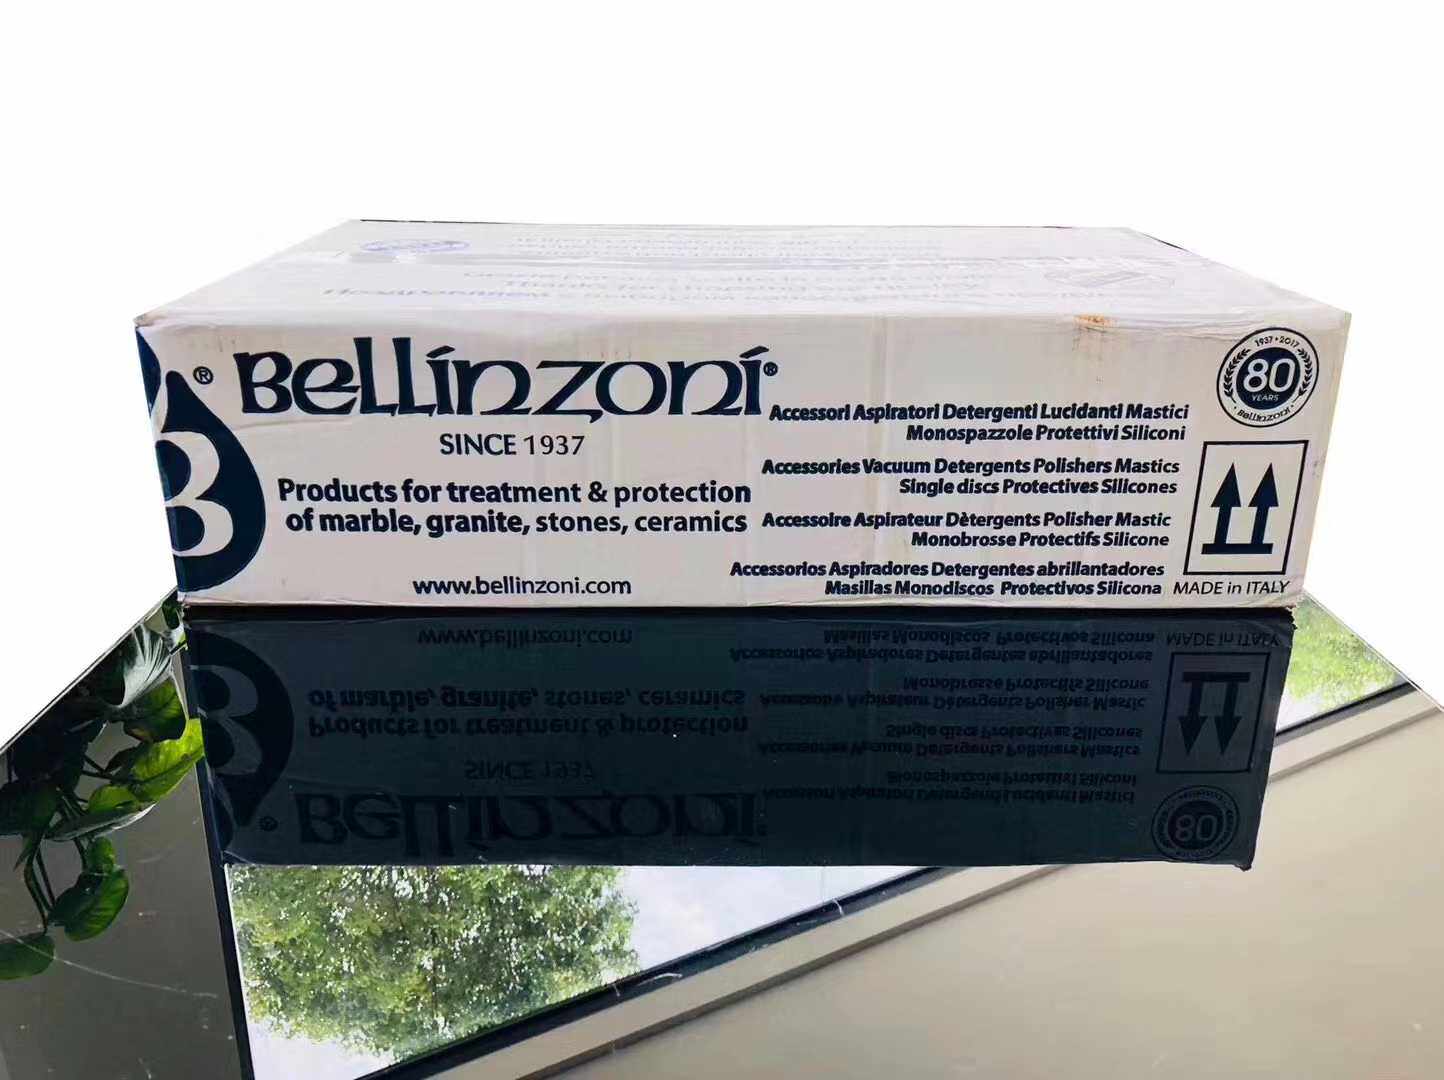 ®
BELLINZONI®
SINCE 1937
Products for treatment & protection
of marble, granite, stones, ceramics
www.bellinzoni.com
Accessori Aspiratori Detergenti Lucidanti Mastici
Monospazzole Protettivi Siliconi
Accessories Vacuum Detergents Polishers Mastics
Single discs Protectives Silicones
Accessoire Aspirateur Dètergents Polisher Mastic
Monobrosse Protectifs Silicone
Accessorios Aspiradores Detergentes abrillantadores
Masillas Monodiscos Protectivos Silicona
1937 • 2017
80
YEARS
BELLINZONI
MADE in ITALY
B